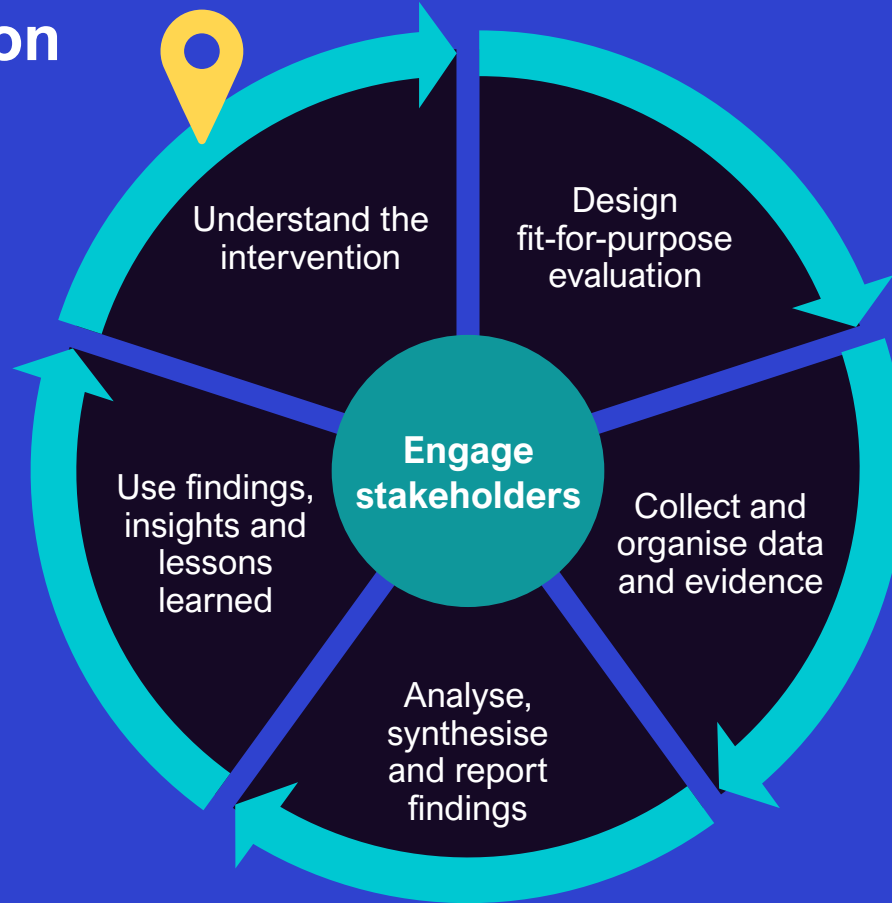 on
Understand the
intervention
Design
fit-for-purpose
evaluation
Collect and
organise data
and evidence
Analyse,
synthesise
and report
findings
Use findings,
insights and
lessons
learned
Engage
stakeholders